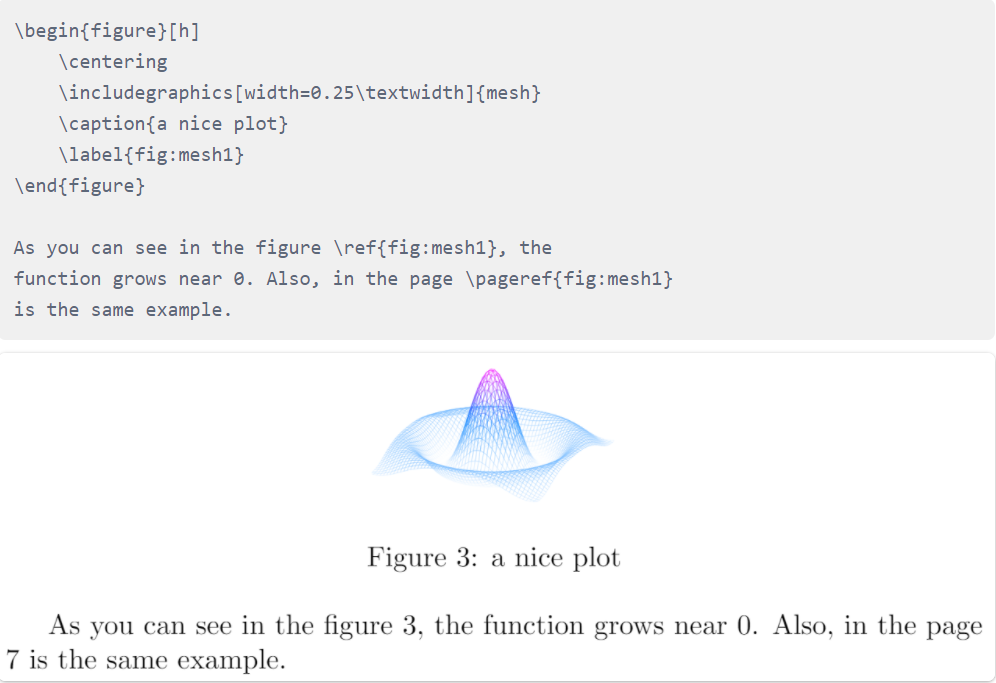 \begin{figure}[h]
    \centering
    \includegraphics[width=0.25\textwidth]{mesh}
    \caption{a nice plot}
    \label{fig:mesh1}
\end{figure}

As you can see in the figure \ref{fig:mesh1}, the
function grows near 0. Also, in the page \pageref{fig:mesh1}
is the same example.
Figure 3: a nice plot
As you can see in the figure 3, the function grows near 0. Also, in the page
7 is the same example.